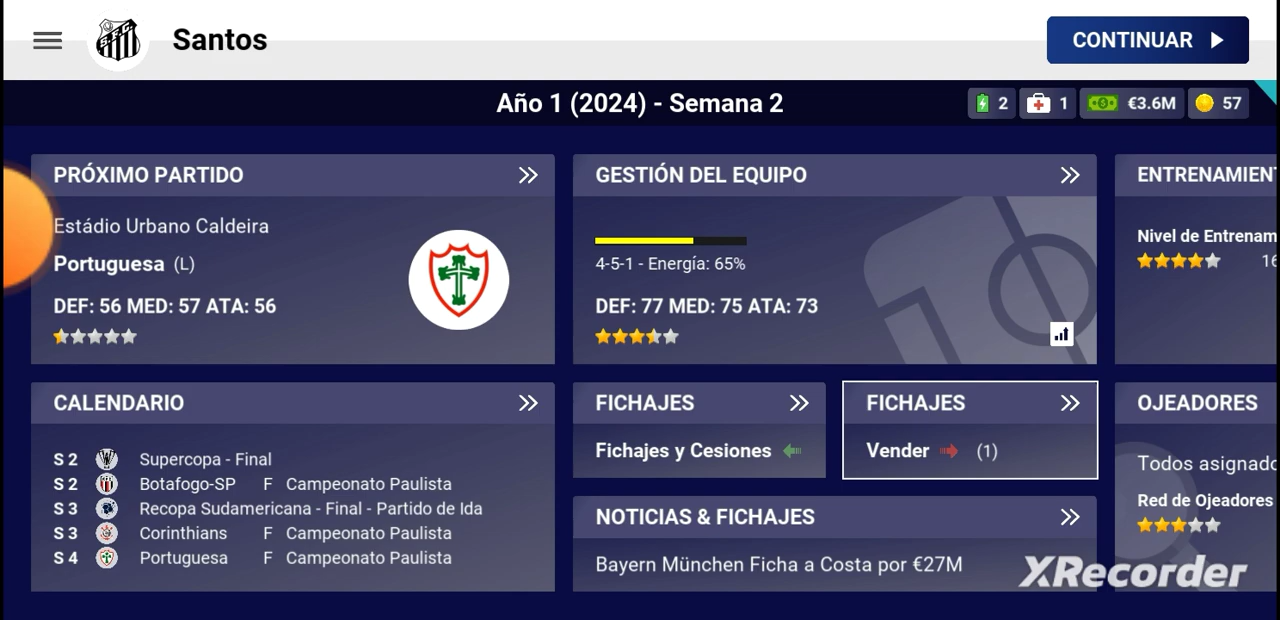 Santos
CONTINUAR
Año 1 (2024) - Semana 2
2
1
€3.6M
57
PRÓXIMO PARTIDO
Estádio Urbano Caldeira
Portuguesa (L)
DEF: 56 MED: 57 ATA: 56
GESTIÓN DEL EQUIPO
4-5-1 - Energía: 65%
DEF: 77 MED: 75 ATA: 73
ENTRENAMIENT
Nivel de Entrenam
16
CALENDARIO
S 2 Supercopa - Final
S 2 Botafogo-SP F Campeonato Paulista
S 3 Recopa Sudamericana - Final - Partido de Ida
S 3 Corinthians F Campeonato Paulista
S 4 Portuguesa F Campeonato Paulista
FICHAJES
Fichajes y Cesiones
FICHAJES
Vender (1)
NOTICIAS & FICHAJES
Bayern München Ficha a Costa por €27M
OJEADORES
Todos asignado
Red de Ojeadores
XRecorder